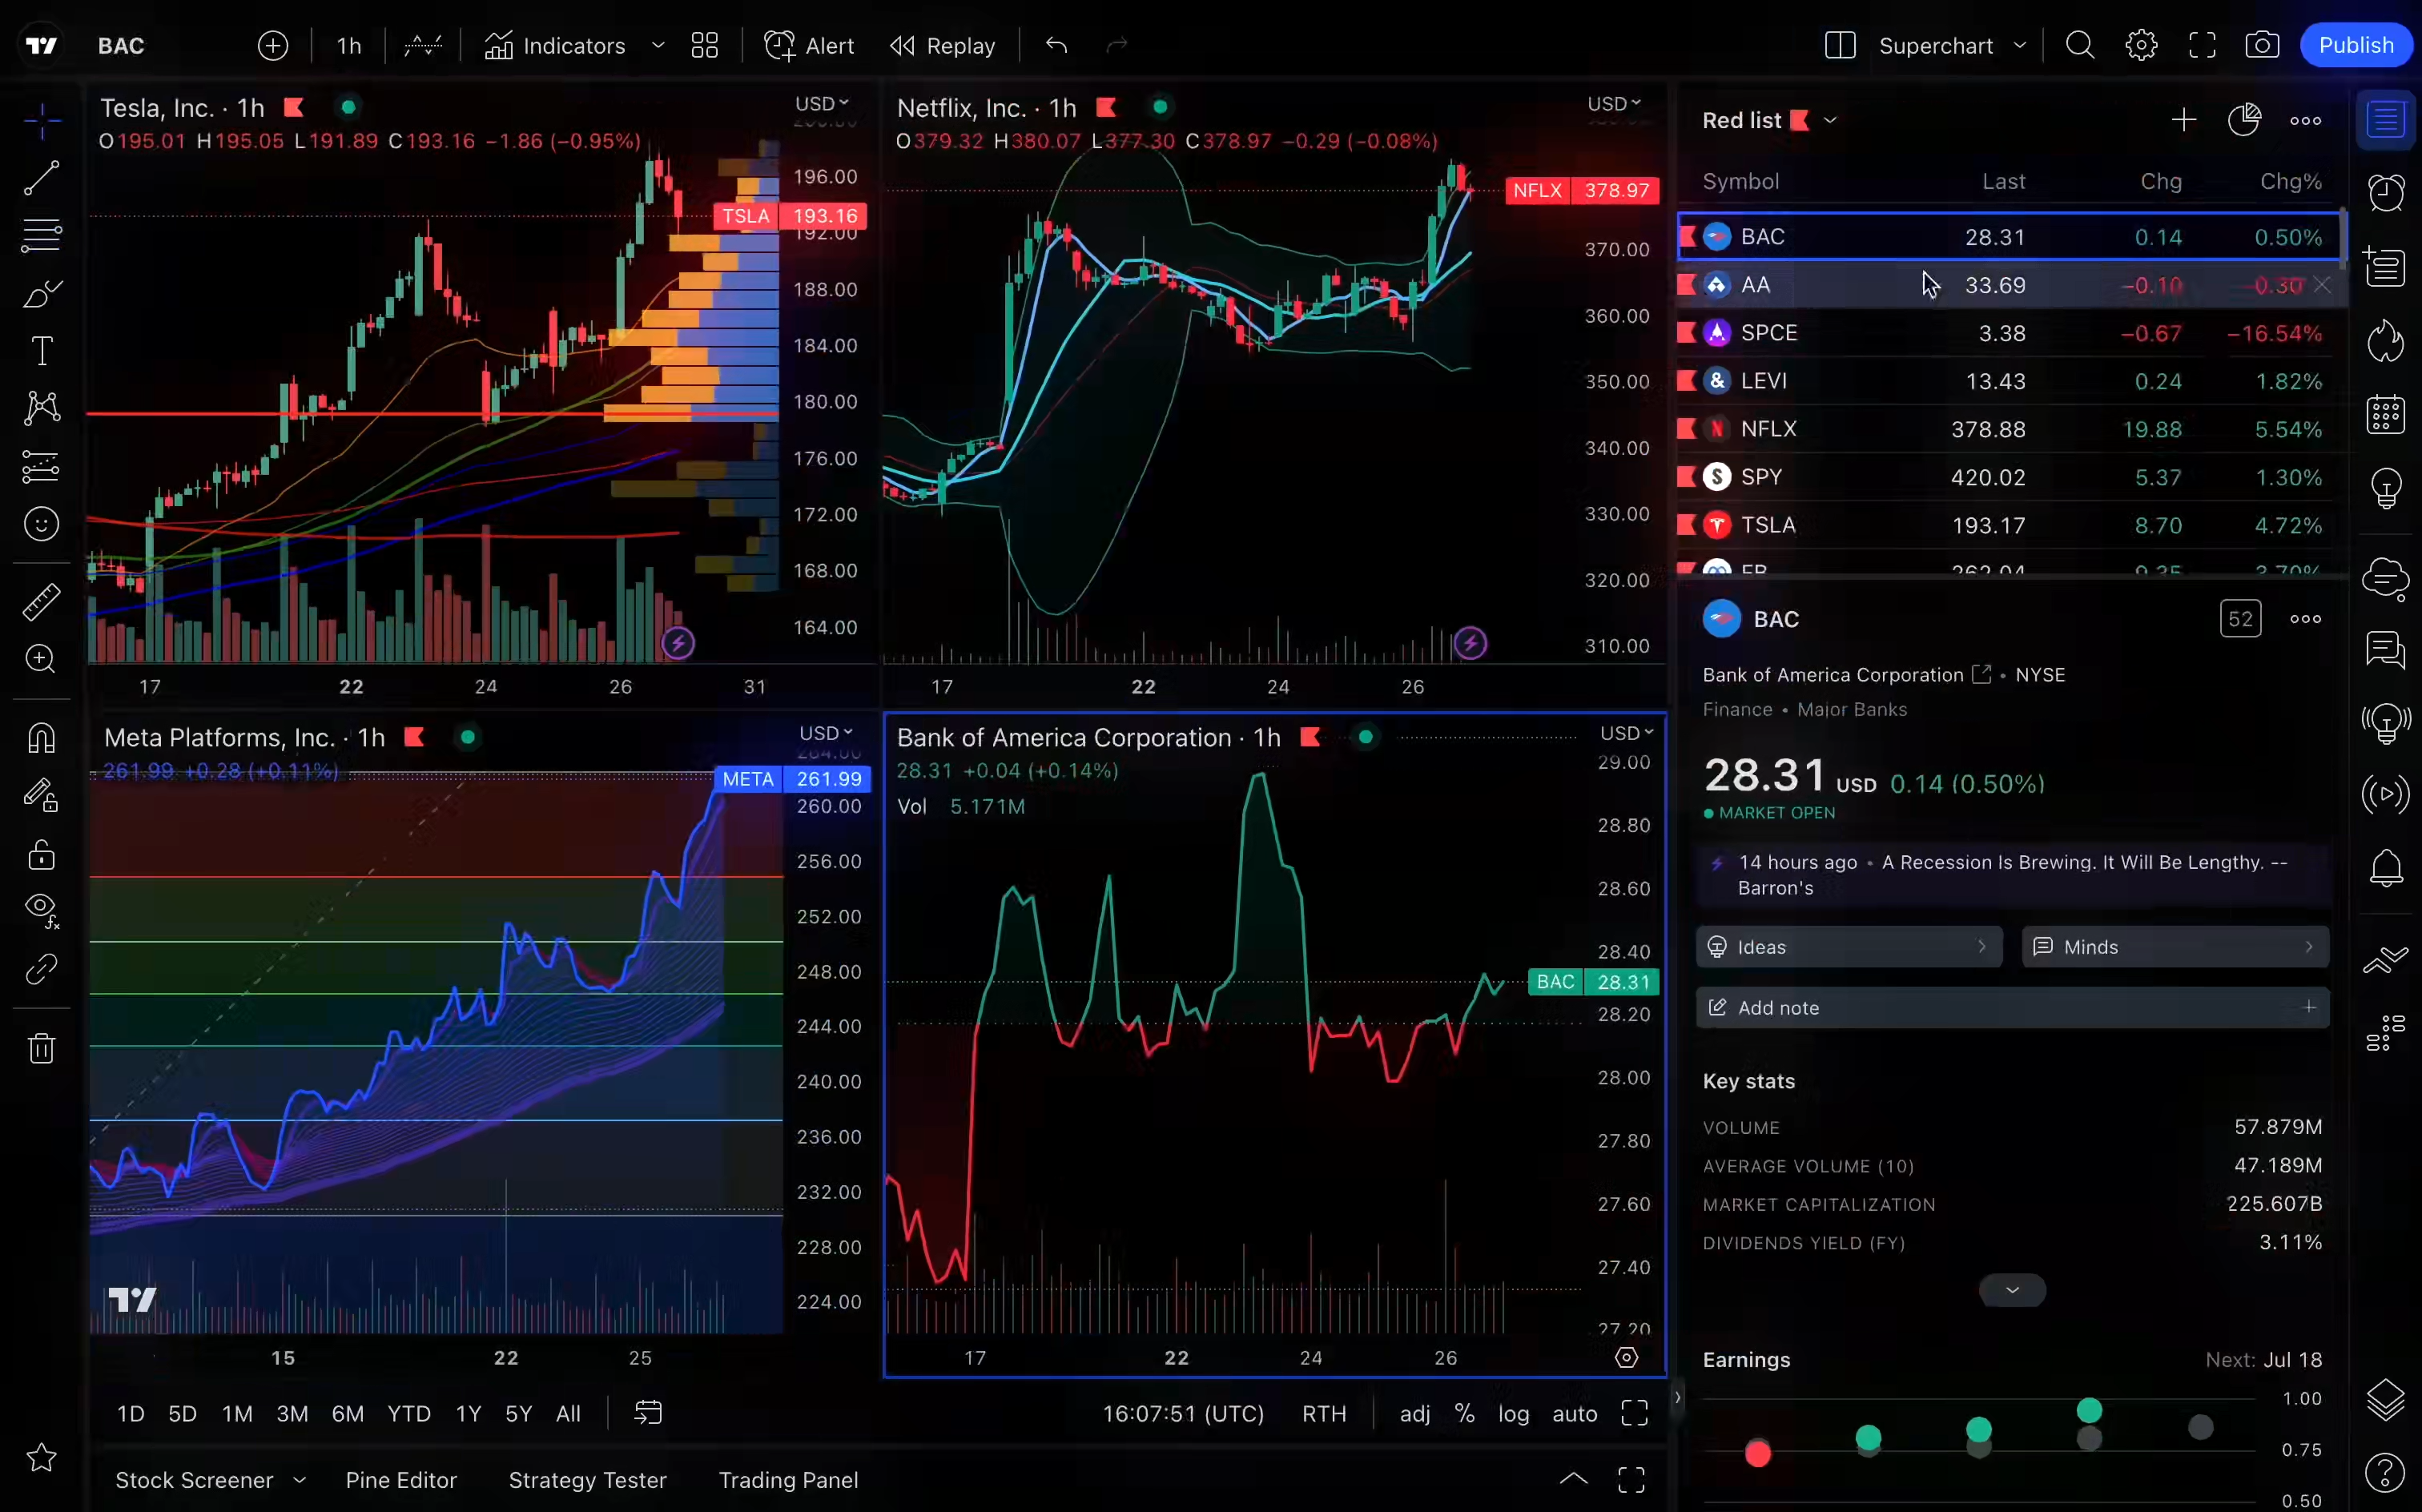 BAC 1h Indicators Alert Replay Superchart Publish
Tesla, Inc. · 1h USD
O195.01 H195.05 L191.89 C193.16 −1.86 (−0.95%)
196.00
TSLA 193.16
192.00
188.00
184.00
180.00
176.00
172.00
168.00
164.00
17 22 24 26 31
Netflix, Inc. · 1h USD
O379.32 H380.07 L377.30 C378.97 −0.29 (−0.08%)
NFLX 378.97
370.00
360.00
350.00
340.00
330.00
320.00
310.00
17 22 24 26
Meta Platforms, Inc. · 1h USD
264.00
261.99 +0.28 (+0.11%)
META 261.99
260.00
256.00
252.00
248.00
244.00
240.00
236.00
232.00
228.00
224.00
15 22 25
Bank of America Corporation · 1h USD
28.31 +0.04 (+0.14%)
Vol 5.171M
29.00
28.80
28.60
28.40
BAC 28.31
28.20
28.00
27.80
27.60
27.40
27.20
17 22 24 26
1D 5D 1M 3M 6M YTD 1Y 5Y All 16:07:51 (UTC) RTH adj % log auto
Stock Screener Pine Editor Strategy Tester Trading Panel
Red list
Symbol Last Chg Chg%
BAC 28.31 0.14 0.50%
AA 33.69 −0.10 −0.30
SPCE 3.38 −0.67 −16.54%
LEVI 13.43 0.24 1.82%
NFLX 378.88 19.88 5.54%
SPY 420.02 5.37 1.30%
TSLA 193.17 8.70 4.72%
FB 262.04 9.35 3.70%
BAC 52
Bank of America Corporation • NYSE
Finance • Major Banks
28.31 USD 0.14 (0.50%)
MARKET OPEN
14 hours ago • A Recession Is Brewing. It Will Be Lengthy. --
Barron's
Ideas Minds
Add note
Key stats
VOLUME 57.879M
AVERAGE VOLUME (10) 47.189M
MARKET CAPITALIZATION 225.607B
DIVIDENDS YIELD (FY) 3.11%
Earnings Next: Jul 18
1.00
0.75
0.50